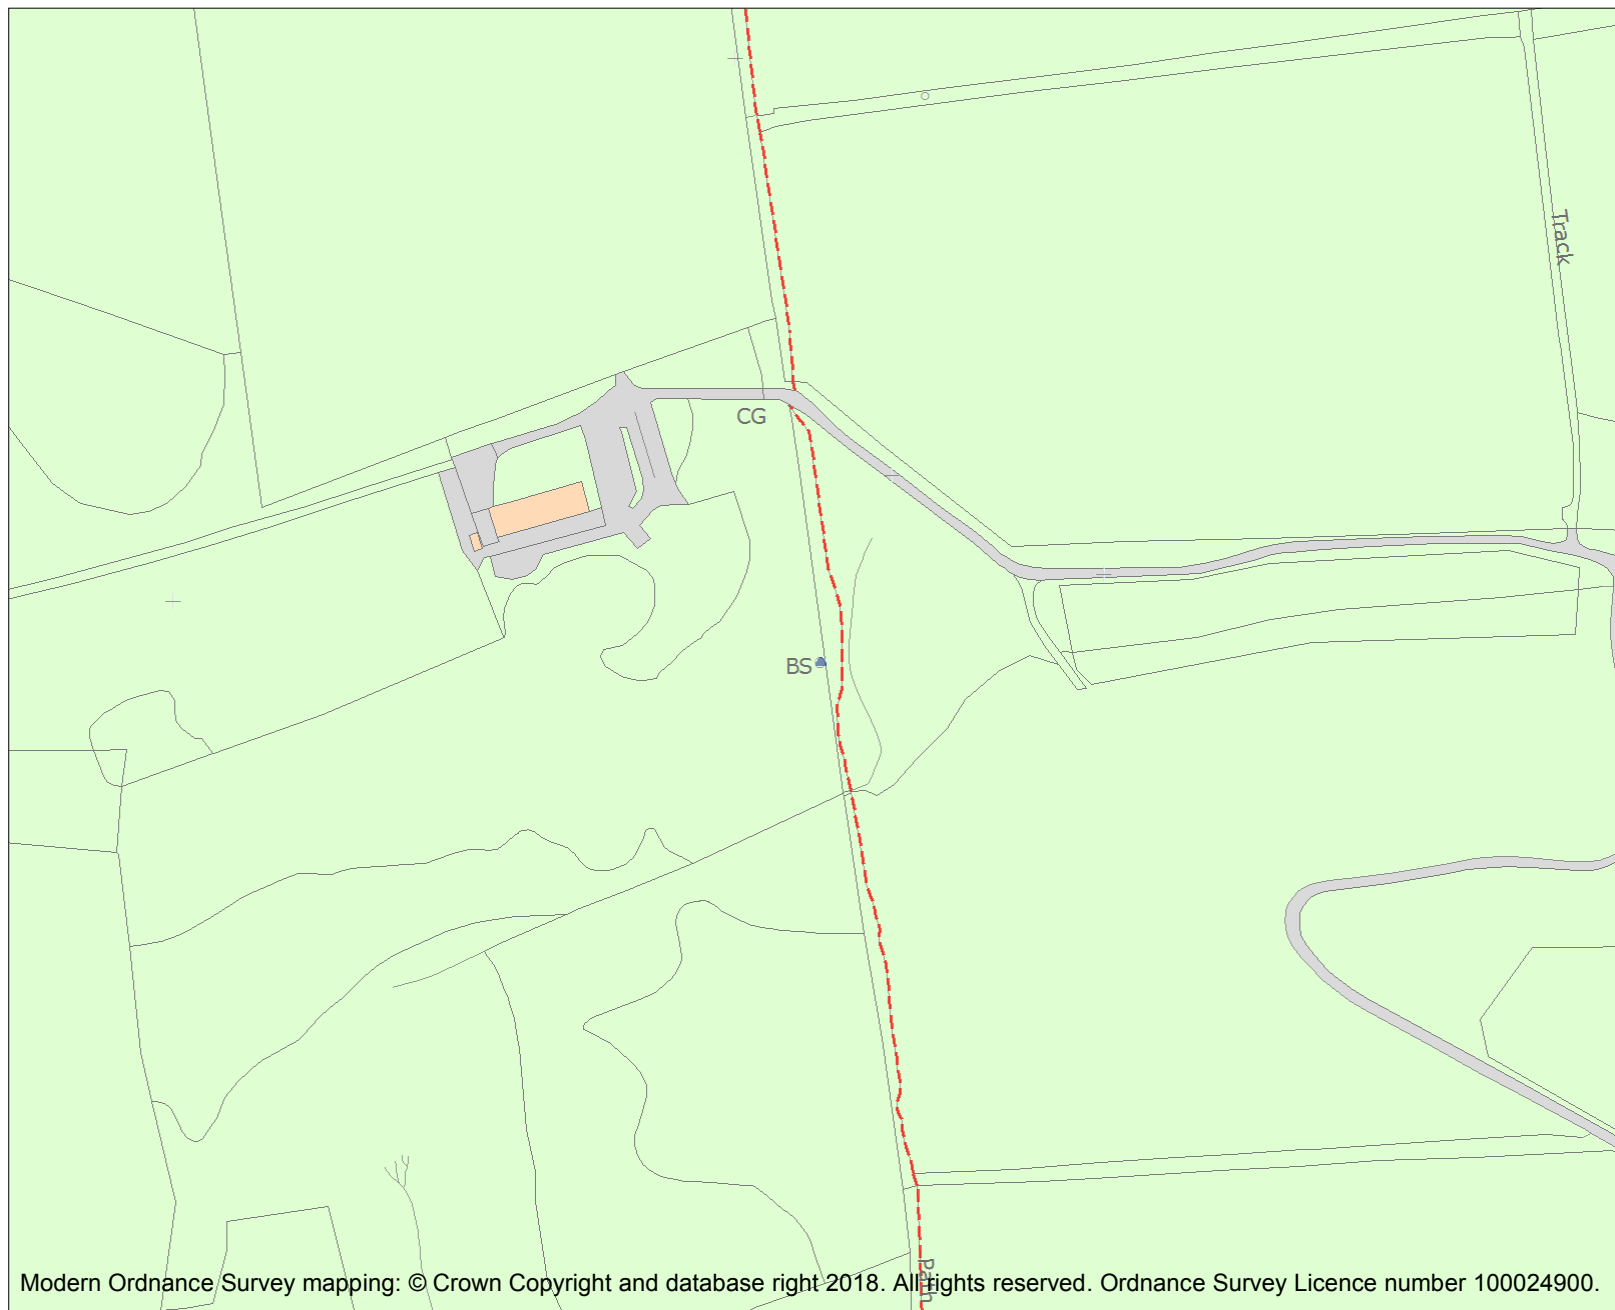 Track
CG
BS
Path
Modern Ordnance Survey mapping: © Crown Copyright and database right 2018. All rights reserved. Ordnance Survey Licence number 100024900.